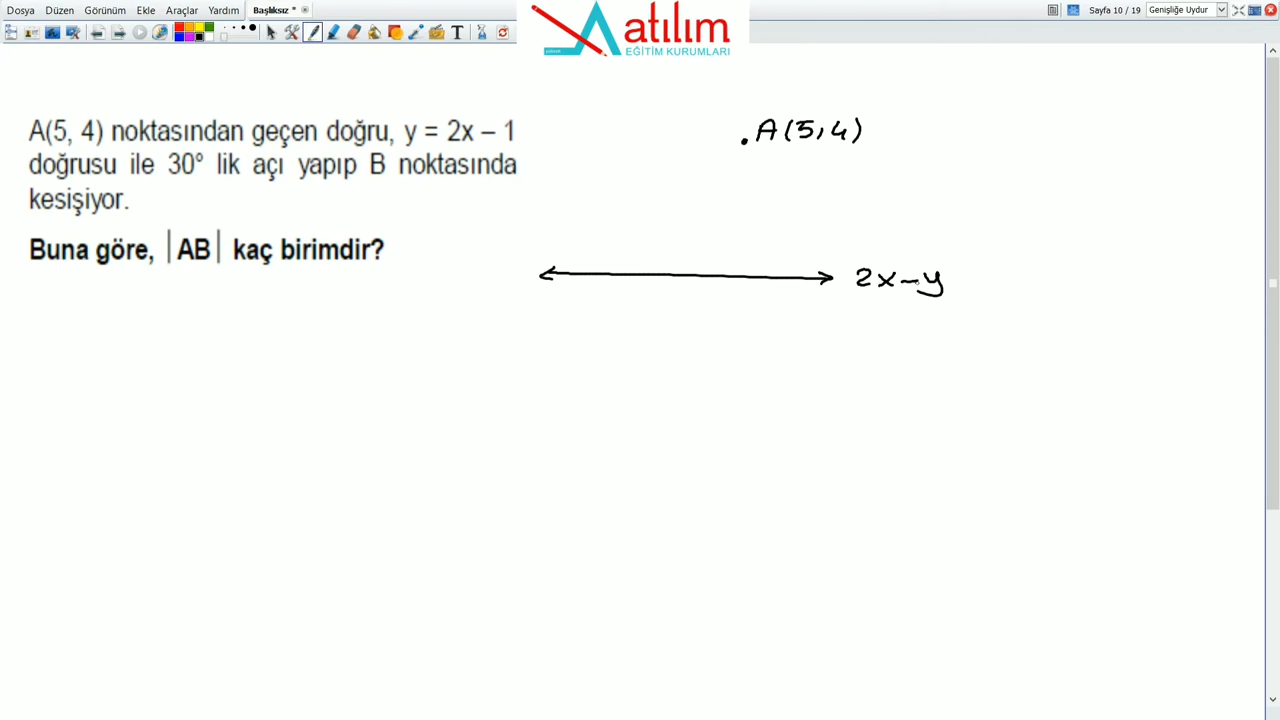 Dosya Düzen Görünüm Ekle Araçlar Yardım Başlıksız * Sayfa 10 / 19 Genişliğe Uydur
atılım
EĞİTİM KURUMLARI
A(5, 4) noktasından geçen doğru, y = 2x – 1
doğrusu ile 30° lik açı yapıp B noktasında
kesişiyor.
Buna göre, |AB| kaç birimdir?
A(5,4)
2x-y